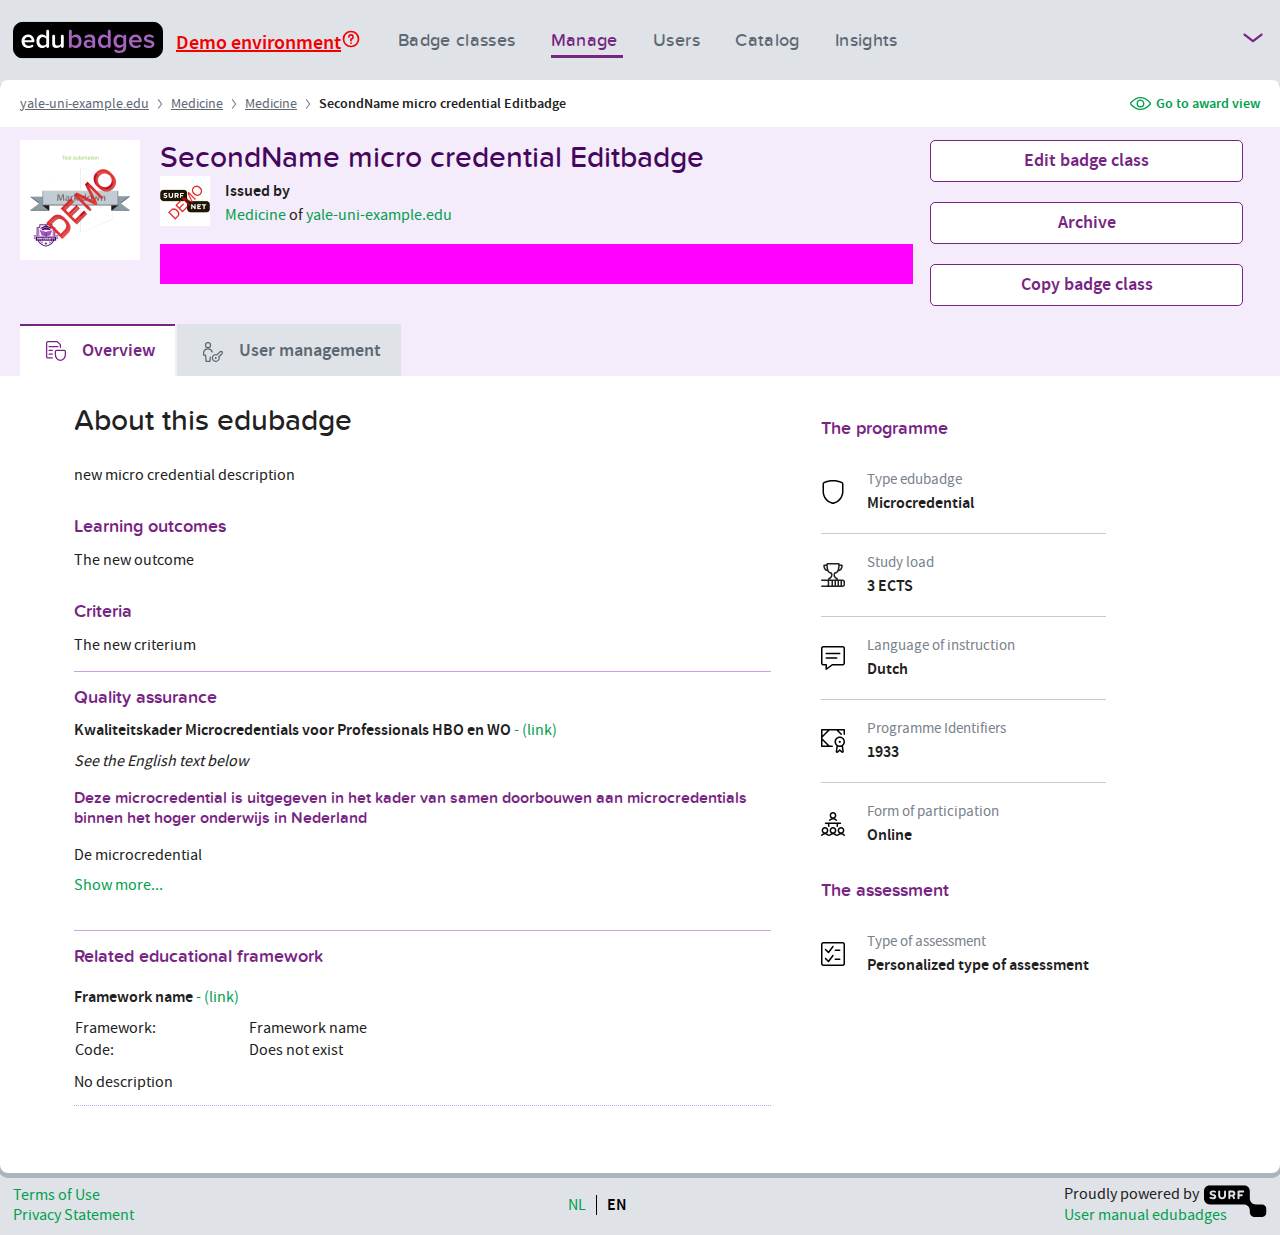 edubadges
Demo environment
Badge classes
Manage
Users
Catalog
Insights
yale-uni-example.edu > Medicine > Medicine > SecondName micro credential Editbadge
Go to award view
Test automation
DEMO
SecondName micro credential Editbadge
SURF
NET
Issued by
Medicine of yale-uni-example.edu
Edit badge class
Archive
Copy badge class
Overview
User management
About this edubadge
new micro credential description
Learning outcomes
The new outcome
Criteria
The new criterium
Quality assurance
Kwaliteitskader Microcredentials voor Professionals HBO en WO - (link)
See the English text below
Deze microcredential is uitgegeven in het kader van samen doorbouwen aan microcredentials
binnen het hoger onderwijs in Nederland
De microcredential
Show more...
Related educational framework
Framework name - (link)
Framework: Framework name
Code: Does not exist
No description
The programme
Type edubadge
Microcredential
Study load
3 ECTS
Language of instruction
Dutch
Programme Identifiers
1933
Form of participation
Online
The assessment
Type of assessment
Personalized type of assessment
Terms of Use
Privacy Statement
NL
EN
Proudly powered by SURF
User manual edubadges